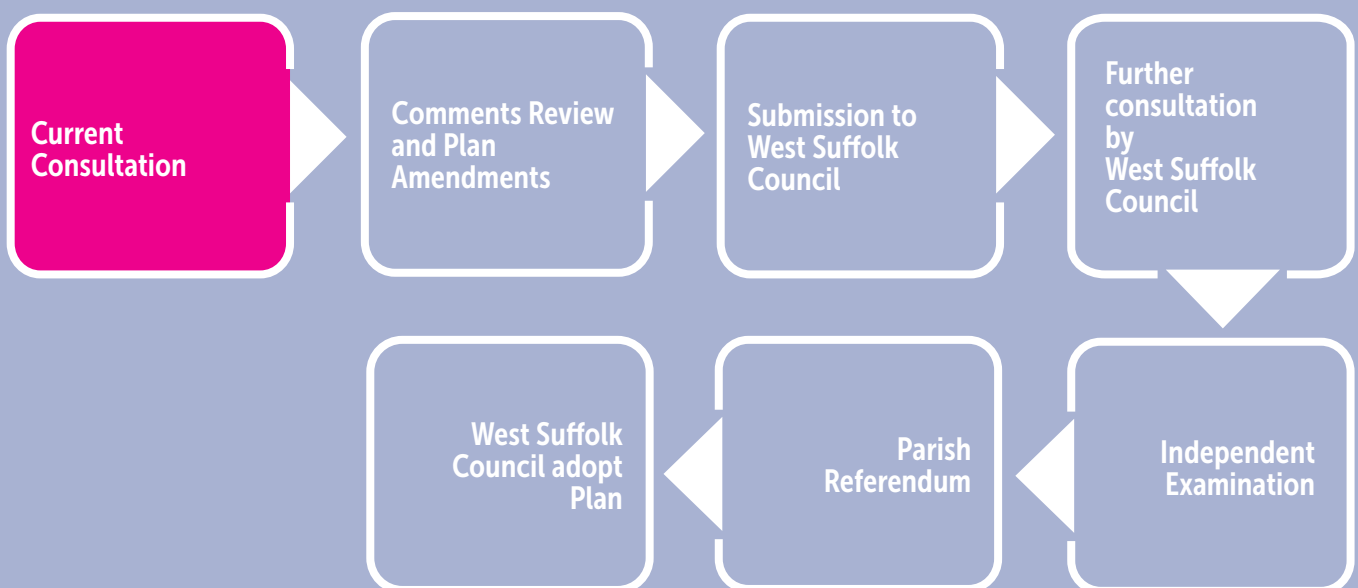 Current
Consultation
Comments Review
and Plan
Amendments
Submission to
West Suffolk
Council
Further
consultation
by
West Suffolk
Council
Independent
Examination
Parish
Referendum
West Suffolk
Council adopt
Plan